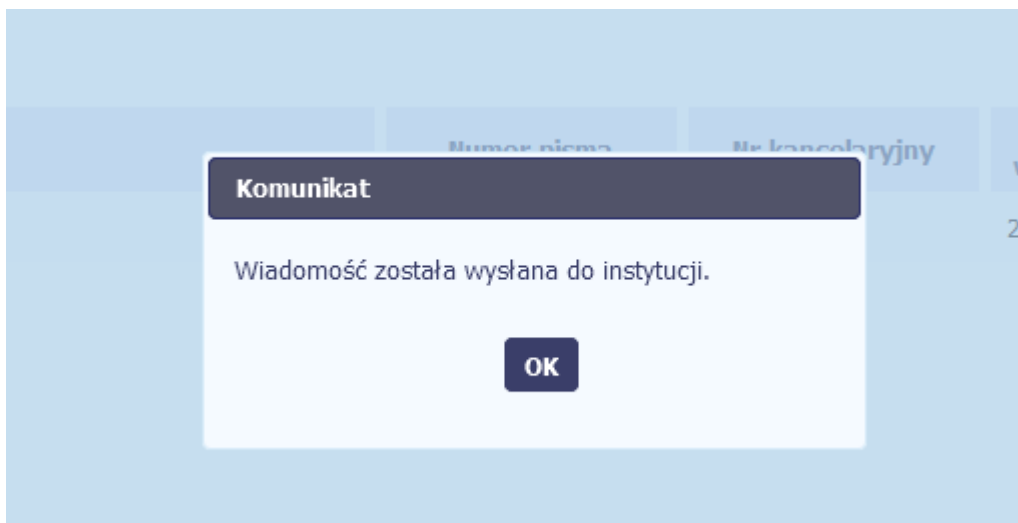 Numer pisma
Nr kancelaryjny
Komunikat
Wiadomość została wysłana do instytucji.
OK